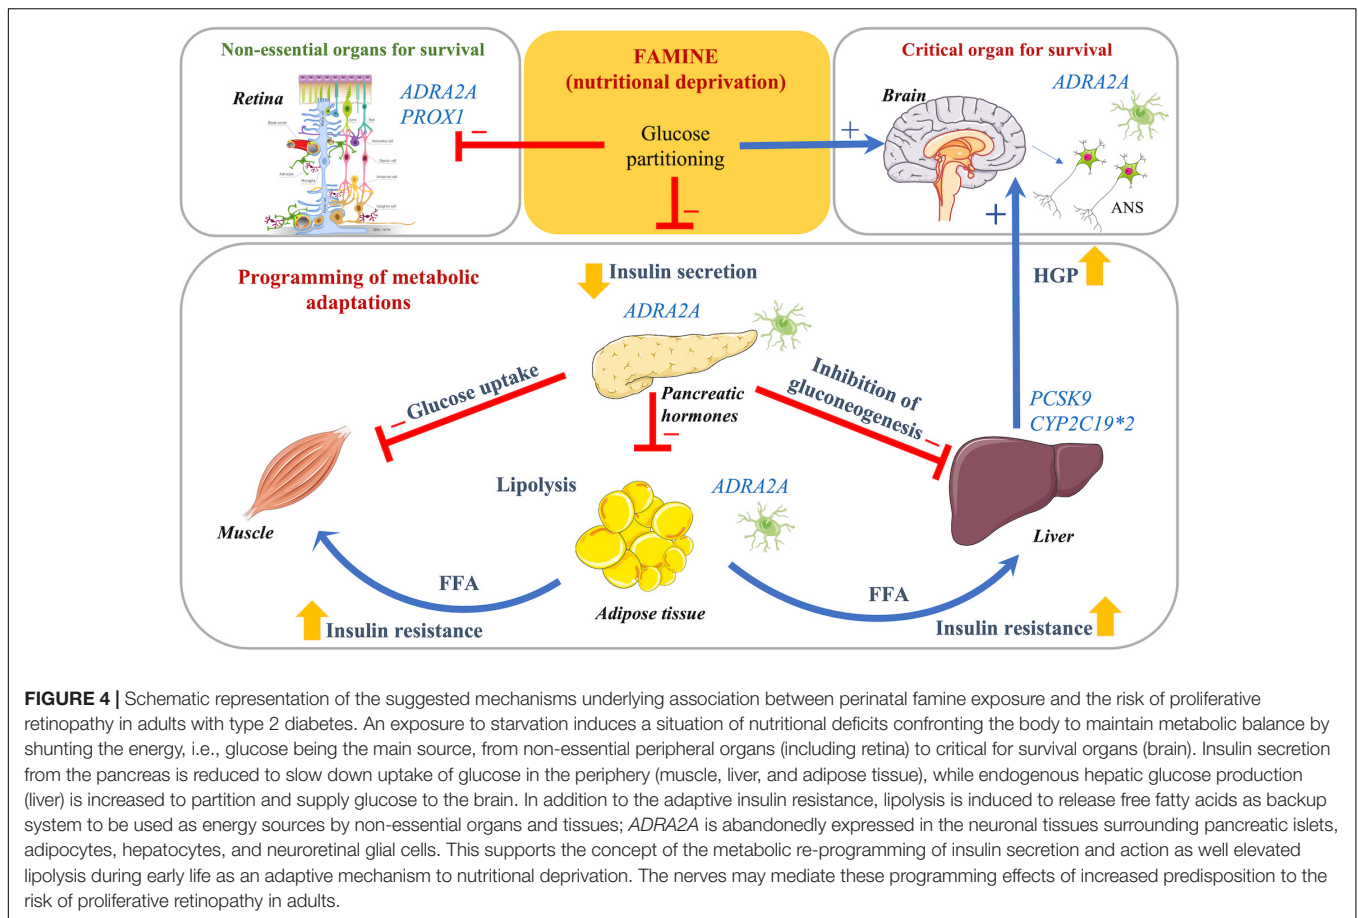 Non-essential organs for survival
Retina
ADRA2A
PROX1
−
FAMINE
(nutritional deprivation)
Glucose
partitioning
−
+
Critical organ for survival
Brain
ADRA2A
ANS
+
HGP
Programming of metabolic
adaptations
Insulin secretion
ADRA2A
Pancreatic
hormones
− Glucose uptake
−
Inhibition of
gluconeogenesis −
PCSK9
CYP2C19*2
Lipolysis
ADRA2A
Muscle
Liver
FFA
FFA
Adipose tissue
Insulin resistance
Insulin resistance
FIGURE 4 | Schematic representation of the suggested mechanisms underlying association between perinatal famine exposure and the risk of proliferative
retinopathy in adults with type 2 diabetes. An exposure to starvation induces a situation of nutritional deficits confronting the body to maintain metabolic balance by
shunting the energy, i.e., glucose being the main source, from non-essential peripheral organs (including retina) to critical for survival organs (brain). Insulin secretion
from the pancreas is reduced to slow down uptake of glucose in the periphery (muscle, liver, and adipose tissue), while endogenous hepatic glucose production
(liver) is increased to partition and supply glucose to the brain. In addition to the adaptive insulin resistance, lipolysis is induced to release free fatty acids as backup
system to be used as energy sources by non-essential organs and tissues; ADRA2A is abandonedly expressed in the neuronal tissues surrounding pancreatic islets,
adipocytes, hepatocytes, and neuroretinal glial cells. This supports the concept of the metabolic re-programming of insulin secretion and action as well elevated
lipolysis during early life as an adaptive mechanism to nutritional deprivation. The nerves may mediate these programming effects of increased predisposition to the
risk of proliferative retinopathy in adults.